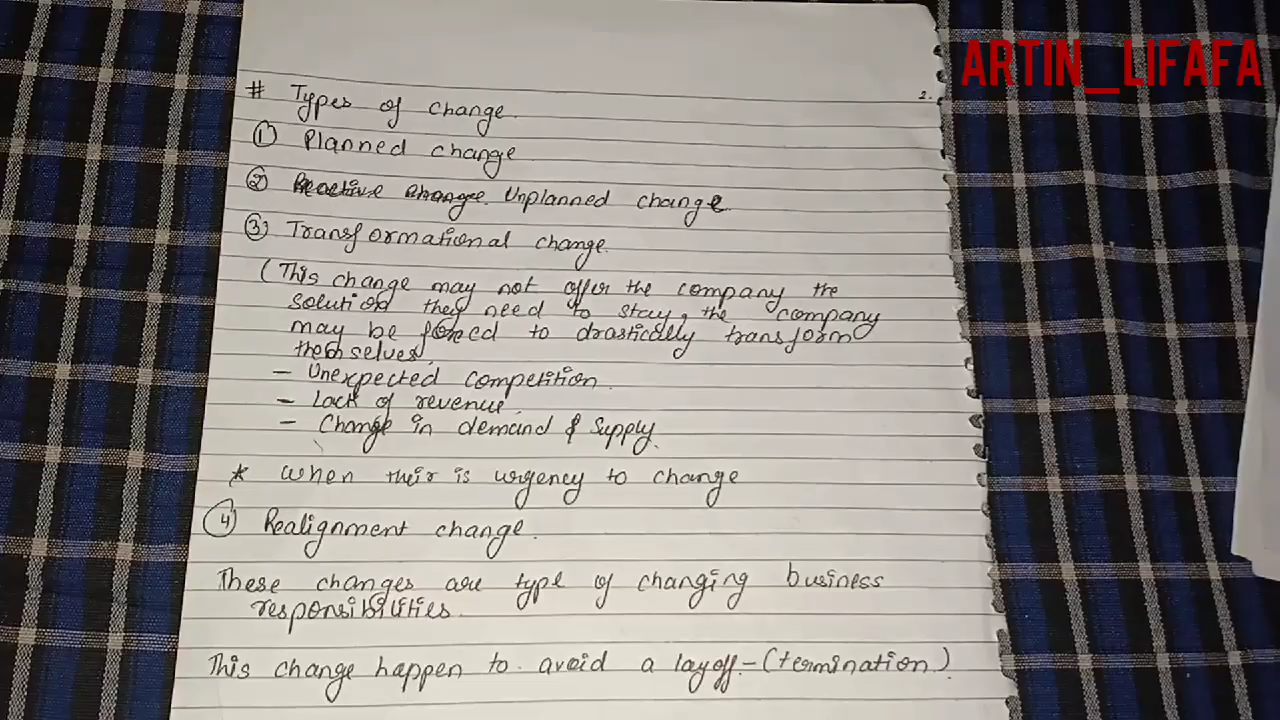 ARTIN_LIFAFA
2.
# Types of change.
① Planned change
② Reactive change. Unplanned change
③ Transformational change.
(This change may not offer the company the
solution they need to stay, the company
may be forced to drastically transform
themselves.
- Unexpected competition.
- Lack of revenue.
- Change in demand & supply.
* when their is urgency to change
④ Realignment change.
These changes are type of changing business
responsibilities.
This change happen to avoid a layoff-(termination).